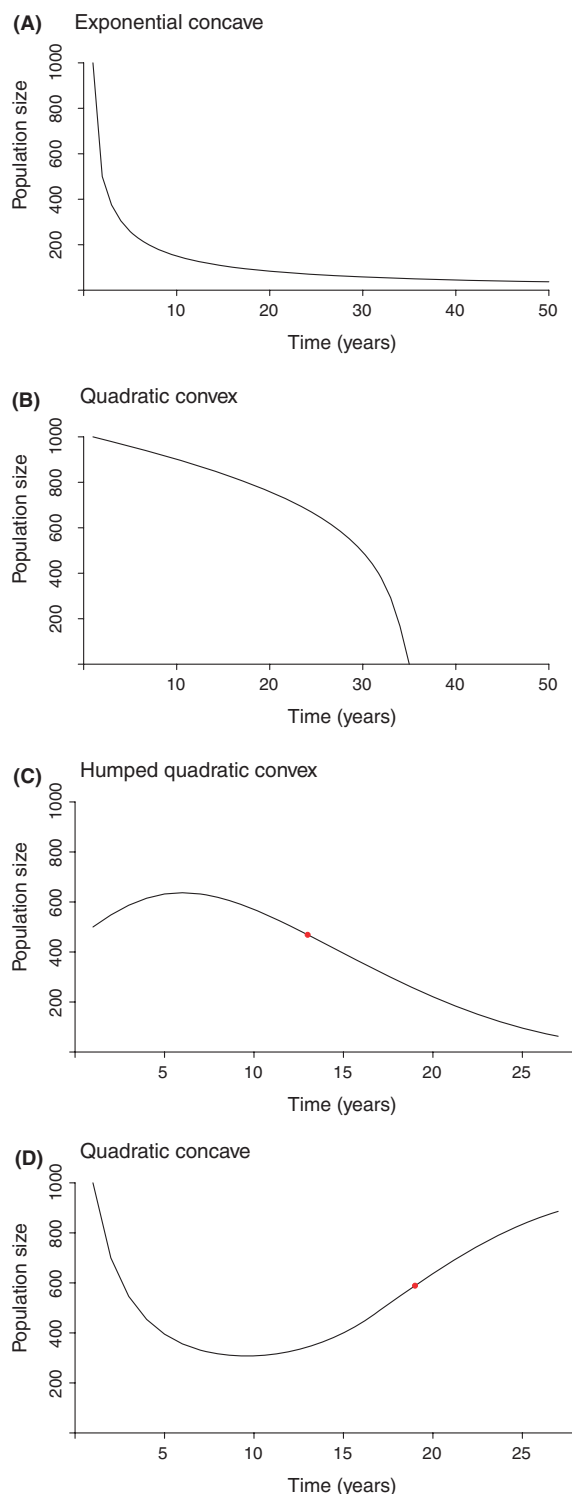 (A) Exponential concave
Population size
1000
800
600
400
200
10 20 30 40 50
Time (years)
(B) Quadratic convex
Population size
1000
800
600
400
200
10 20 30 40 50
Time (years)
(C) Humped quadratic convex
Population size
1000
800
600
400
200
5 10 15 20 25
Time (years)
(D) Quadratic concave
Population size
1000
800
600
400
200
5 10 15 20 25
Time (years)